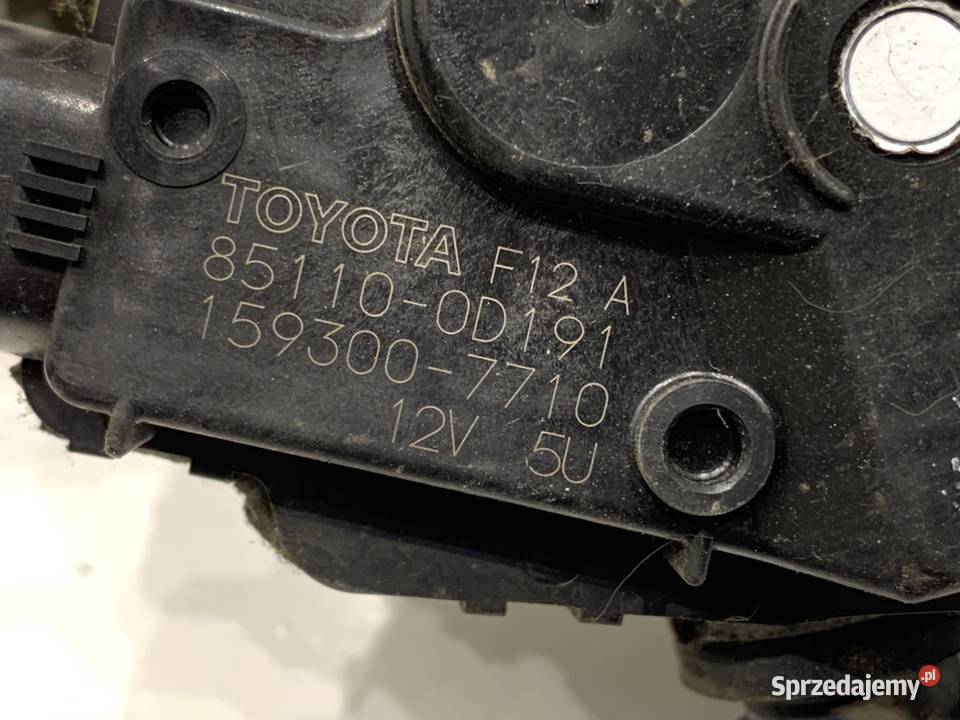 TOYOTA F12 A
85110-0D191
159300-7710
12V 5U
Sprzedajemy.pl